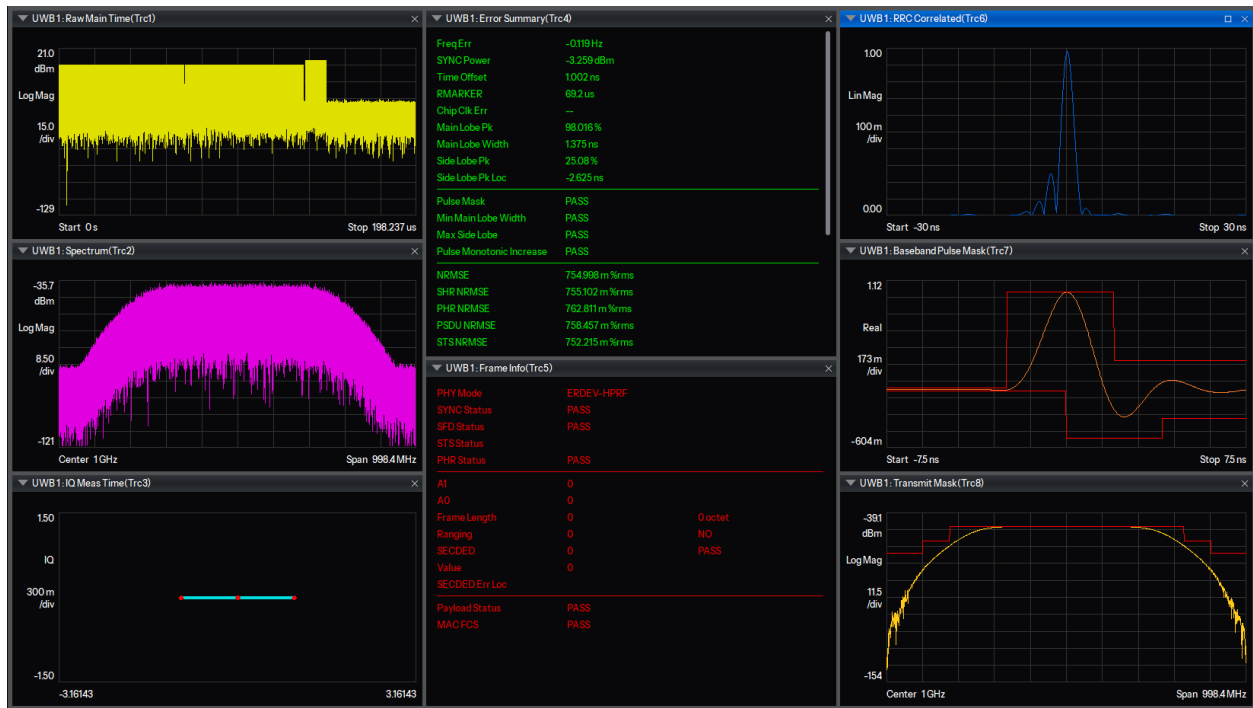 UWB1:Raw Main Time(Trc1)
21.0
dBm
Log Mag
15.0
/div
-129
Start 0 s
Stop 198.237 us
UWB1:Spectrum(Trc2)
-35.7
dBm
Log Mag
8.50
/div
-121
Center 1 GHz
Span 998.4 MHz
UWB1:IQ Meas Time(Trc3)
1.50
IQ
300 m
/div
-1.50
-3.16143
3.16143
UWB1:Error Summary(Trc4)
Freq Err -0.119 Hz
SYNC Power -3.259 dBm
Time Offset 1.002 ns
RMARKER 69.2 us
Chip Clk Err ---
Main Lobe Pk 98.016 %
Main Lobe Width 1.375 ns
Side Lobe Pk 25.08 %
Side Lobe Pk Loc -2.625 ns
Pulse Mask PASS
Min Main Lobe Width PASS
Max Side Lobe PASS
Pulse Monotonic Increase PASS
NRMSE 754.998 m %rms
SHR NRMSE 755.102 m %rms
PHR NRMSE 762.811 m %rms
PSDU NRMSE 758.457 m %rms
STS NRMSE 752.215 m %rms
UWB1:Frame Info(Trc5)
PHY Mode ERDEV-HPRF
SYNC Status PASS
SFD Status PASS
STS Status
PHR Status PASS
A1 0
A0 0
Frame Length 0 0 octet
Ranging 0 NO
SECDED 0 PASS
Value 0
SECDED Err Loc
Payload Status PASS
MAC FCS PASS
UWB1:RRC Correlated(Trc6)
1.00
Lin Mag
100 m
/div
0.00
Start -30 ns
Stop 30 ns
UWB1:Baseband Pulse Mask(Trc7)
1.12
Real
173 m
/div
-604 m
Start -7.5 ns
Stop 7.5 ns
UWB1:Transmit Mask(Trc8)
-39.1
dBm
Log Mag
11.5
/div
-154
Center 1 GHz
Span 998.4 MHz